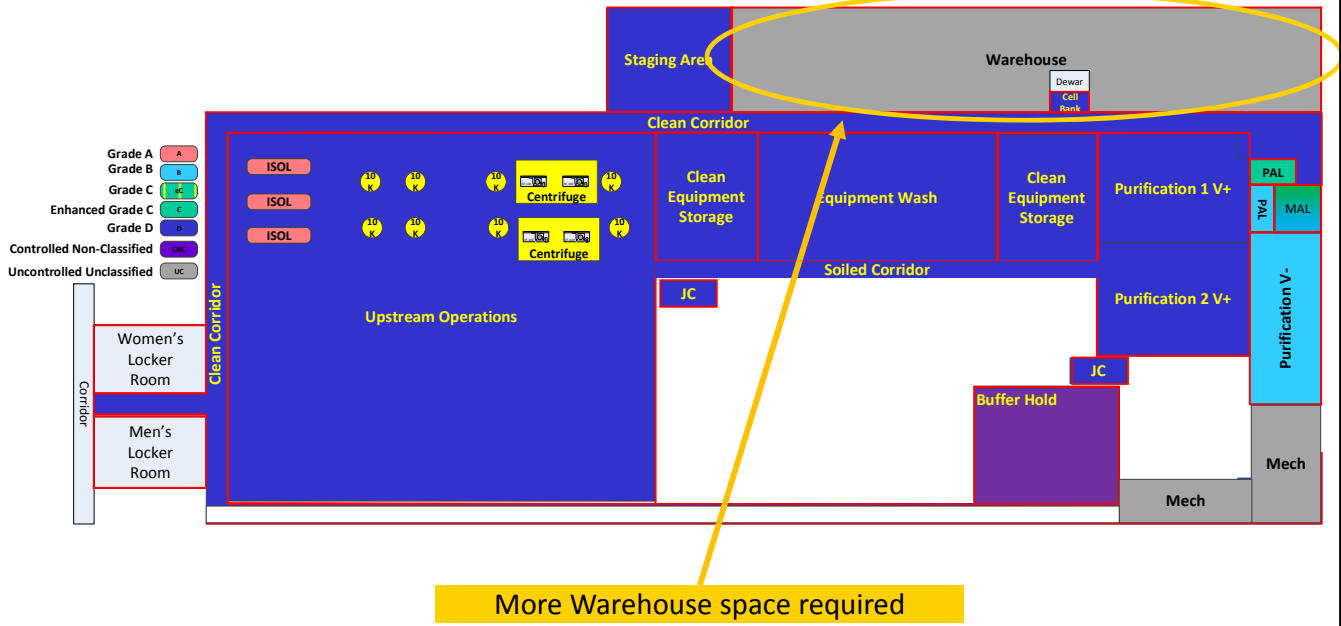 Staging Area
Warehouse
Dewar
Cell
Bank
Clean Corridor
Grade A
A
Grade B
B
Grade C
eC
Enhanced Grade C
C
Grade D
D
Controlled Non-Classified
CNC
Uncontrolled Unclassified
UC
ISOL
ISOL
ISOL
10
K
10
K
10
K
10
K
Centrifuge
10
K
10
K
10
K
10
K
Centrifuge
Clean
Equipment
Storage
Equipment Wash
Clean
Equipment
Storage
Purification 1 V+
PAL
PAL
MAL
Soiled Corridor
JC
Purification 2 V+
Purification V -
Upstream Operations
Clean Corridor
Women's
Locker
Room
Corridor
Men's
Locker
Room
JC
Buffer Hold
Mech
Mech
More Warehouse space required